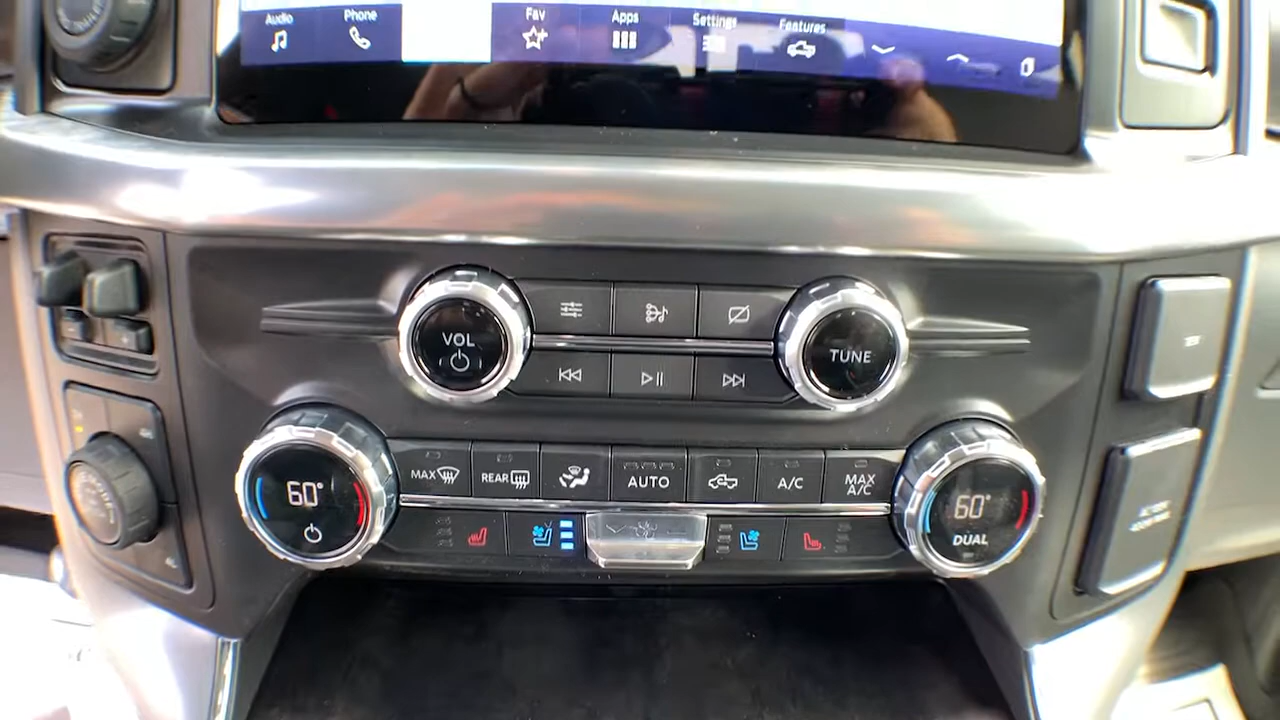 Audio
Phone
Fav
Apps
Settings
Features
VOL
TUNE
60°
MAX
REAR
AUTO
A/C
MAX
A/C
60°
DUAL